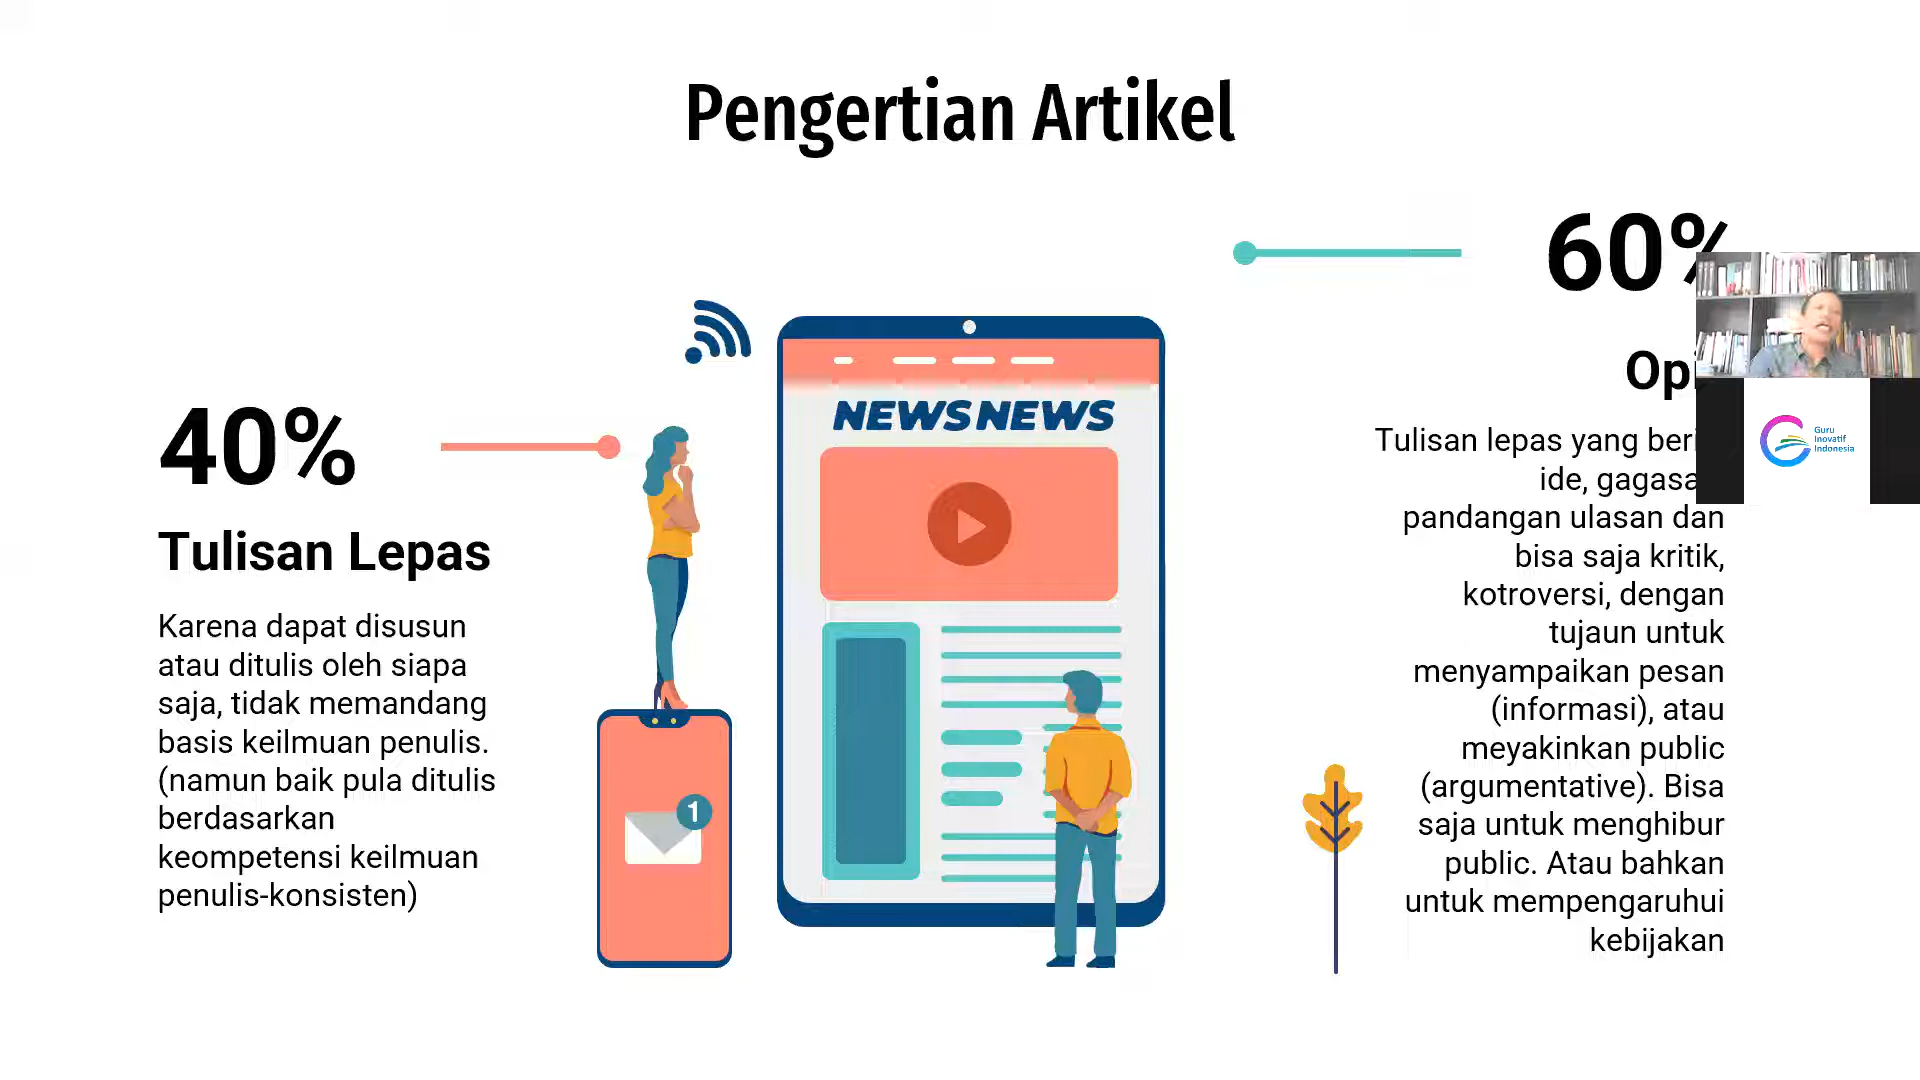 Pengertian Artikel
60%
40%
Tulisan Lepas
Karena dapat disusun
atau ditulis oleh siapa
saja, tidak memandang
basis keilmuan penulis.
(namun baik pula ditulis
berdasarkan
keompetensi keilmuan
penulis-konsisten)
NEWS NEWS
1
Tulisan lepas yang
ide,
pandangan ulasan dan
bisa saja kritik,
kotroversi, dengan
tujaun untuk
menyampaikan pesan
(informasi), atau
meyakinkan public
(argumentative). Bisa
saja untuk menghibur
public. Atau bahkan
untuk mempengaruhui
kebijakan
Guru
Inovatif
Indonesia